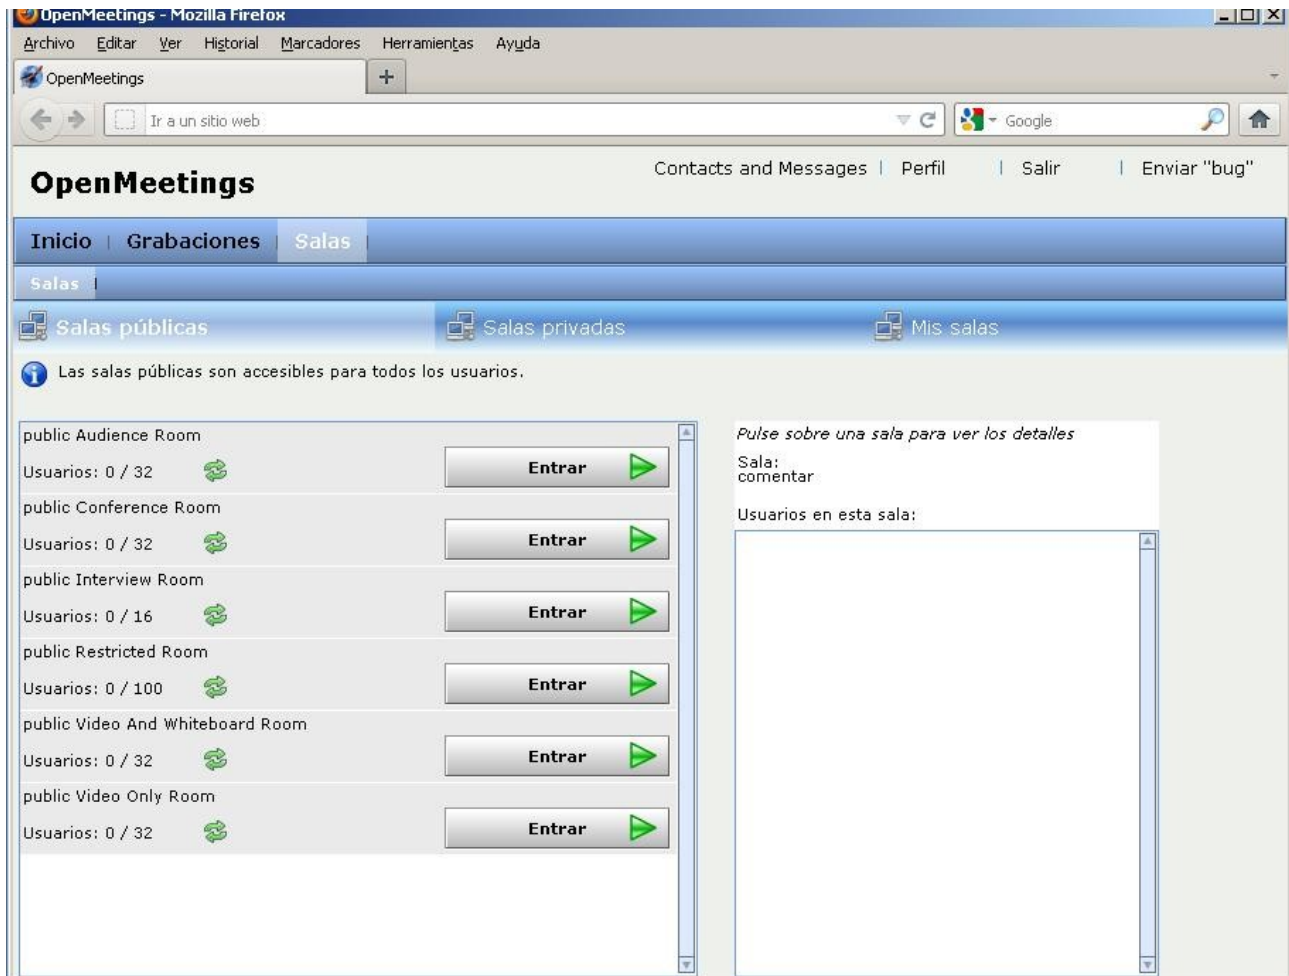 OpenMeetings - Mozilla Firefox
Archivo Editar Ver Historial Marcadores Herramientas Ayuda
OpenMeetings
Ir a un sitio web
Google
Contacts and Messages | Perfil | Salir | Enviar "bug"
OpenMeetings
Inicio | Grabaciones | Salas |
Salas |
Salas públicas
Salas privadas
Mis salas
Las salas públicas son accesibles para todos los usuarios.
public Audience Room
Usuarios: 0 / 32
Entrar
public Conference Room
Usuarios: 0 / 32
Entrar
public Interview Room
Usuarios: 0 / 16
Entrar
public Restricted Room
Usuarios: 0 / 100
Entrar
public Video And Whiteboard Room
Usuarios: 0 / 32
Entrar
public Video Only Room
Usuarios: 0 / 32
Entrar
Pulse sobre una sala para ver los detalles
Sala:
comentar
Usuarios en esta sala: